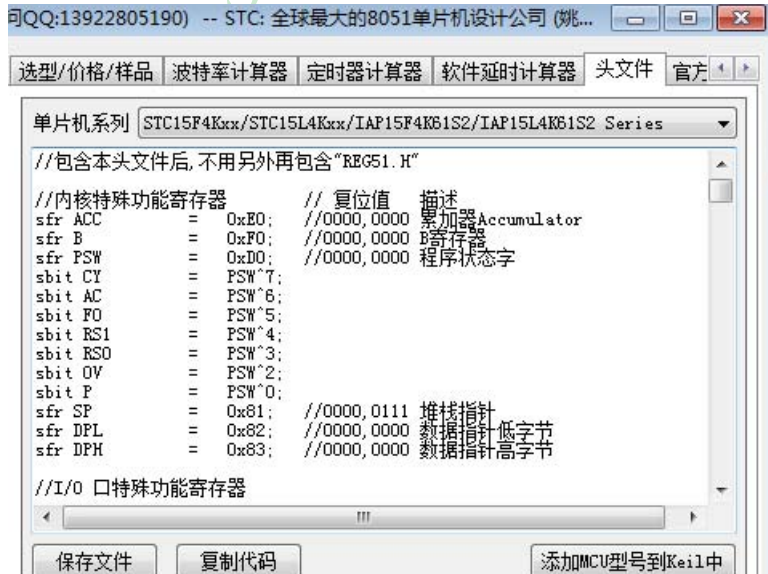 问QQ:13922805190) -- STC: 全球最大的8051单片机设计公司 (姚...
选型/价格/样品 波特率计算器 定时器计算器 软件延时计算器 头文件 官方
单片机系列 STC15F4Kxx/STC15L4Kxx/IAP15F4K61S2/IAP15L4K61S2 Series
//包含本头文件后,不用另外再包含"REG51.H"
//内核特殊功能寄存器 // 复位值 描述
sfr ACC = 0xE0; //0000,0000 累加器Accumulator
sfr B = 0xF0; //0000,0000 B寄存器
sfr PSW = 0xD0; //0000,0000 程序状态字
sbit CY = PSW^7;
sbit AC = PSW^6;
sbit F0 = PSW^5;
sbit RS1 = PSW^4;
sbit RS0 = PSW^3;
sbit OV = PSW^2;
sbit P = PSW^0;
sfr SP = 0x81; //0000,0111 堆栈指针
sfr DPL = 0x82; //0000,0000 数据指针低字节
sfr DPH = 0x83; //0000,0000 数据指针高字节
//I/O 口特殊功能寄存器
保存文件 复制代码 添加MCU型号到Keil中